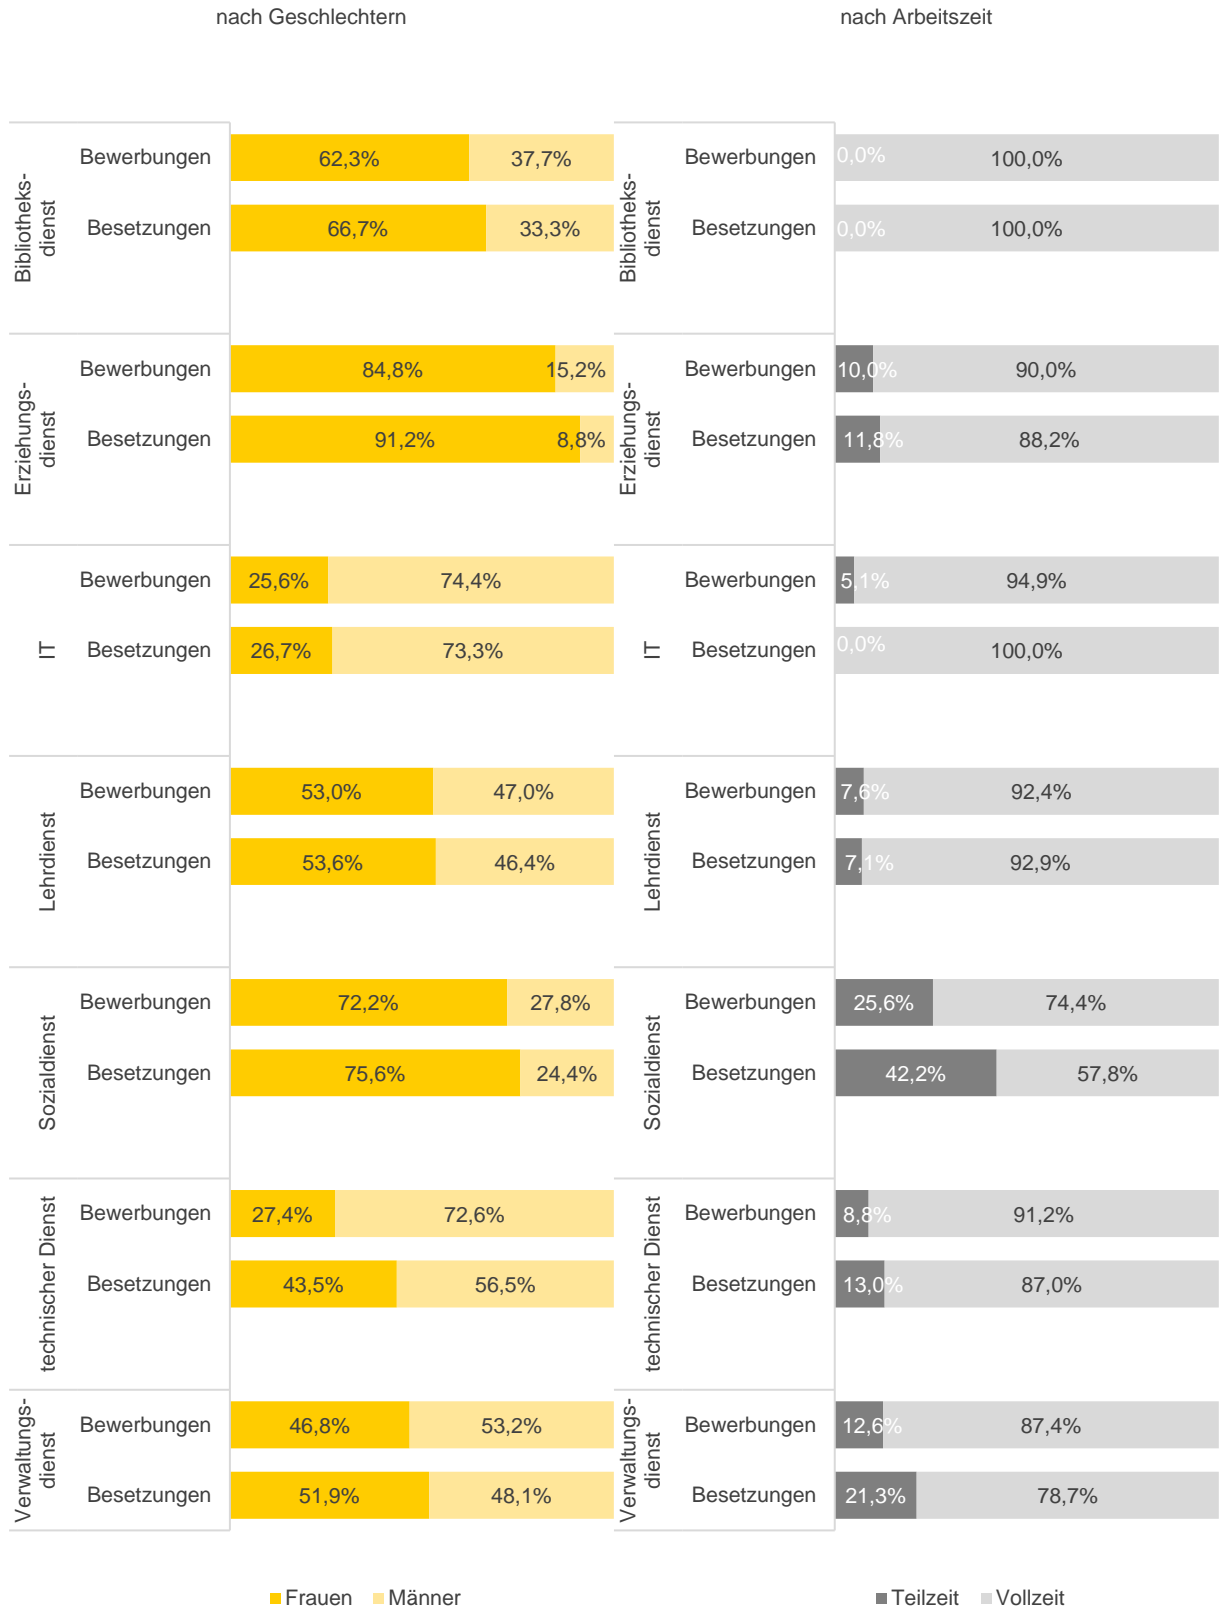 nach Geschlechtern
Bibliotheks-
dienst
Bewerbungen 62,3% 37,7%
Besetzungen 66,7% 33,3%
Erziehungs-
dienst
Bewerbungen 84,8% 15,2%
Besetzungen 91,2% 8,8%
IT
Bewerbungen 25,6% 74,4%
Besetzungen 26,7% 73,3%
Lehrdienst
Bewerbungen 53,0% 47,0%
Besetzungen 53,6% 46,4%
Sozialdienst
Bewerbungen 72,2% 27,8%
Besetzungen 75,6% 24,4%
technischer Dienst
Bewerbungen 27,4% 72,6%
Besetzungen 43,5% 56,5%
Verwaltungs-
dienst
Bewerbungen 46,8% 53,2%
Besetzungen 51,9% 48,1%
Frauen Männer
nach Arbeitszeit
Bibliotheks-
dienst
Bewerbungen 0,0% 100,0%
Besetzungen 0,0% 100,0%
Erziehungs-
dienst
Bewerbungen 10,0% 90,0%
Besetzungen 11,8% 88,2%
IT
Bewerbungen 5,1% 94,9%
Besetzungen 0,0% 100,0%
Lehrdienst
Bewerbungen 7,6% 92,4%
Besetzungen 7,1% 92,9%
Sozialdienst
Bewerbungen 25,6% 74,4%
Besetzungen 42,2% 57,8%
technischer Dienst
Bewerbungen 8,8% 91,2%
Besetzungen 13,0% 87,0%
Verwaltungs-
dienst
Bewerbungen 12,6% 87,4%
Besetzungen 21,3% 78,7%
Teilzeit Vollzeit